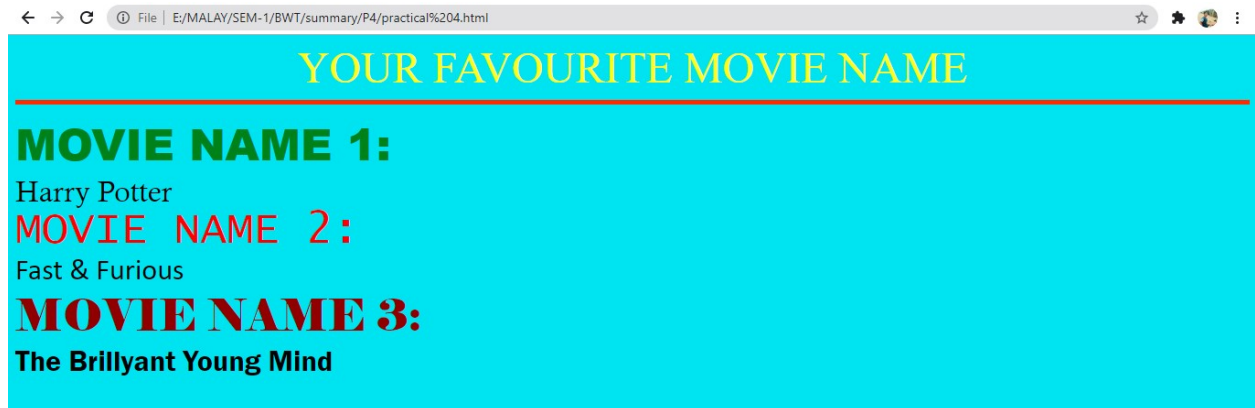 File | E:/MALAY/SEM-1/BWT/summary/P4/practical%204.html
YOUR FAVOURITE MOVIE NAME
MOVIE NAME 1:
Harry Potter
MOVIE NAME 2:
Fast & Furious
MOVIE NAME 3:
The Brillyant Young Mind